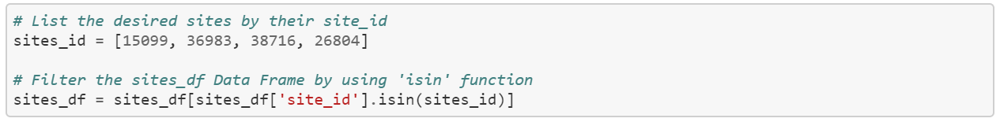 # List the desired sites by their site_id
sites_id = [15099, 36983, 38716, 26804]
# Filter the sites_df Data Frame by using 'isin' function
sites_df = sites_df[sites_df['site_id'].isin(sites_id)]